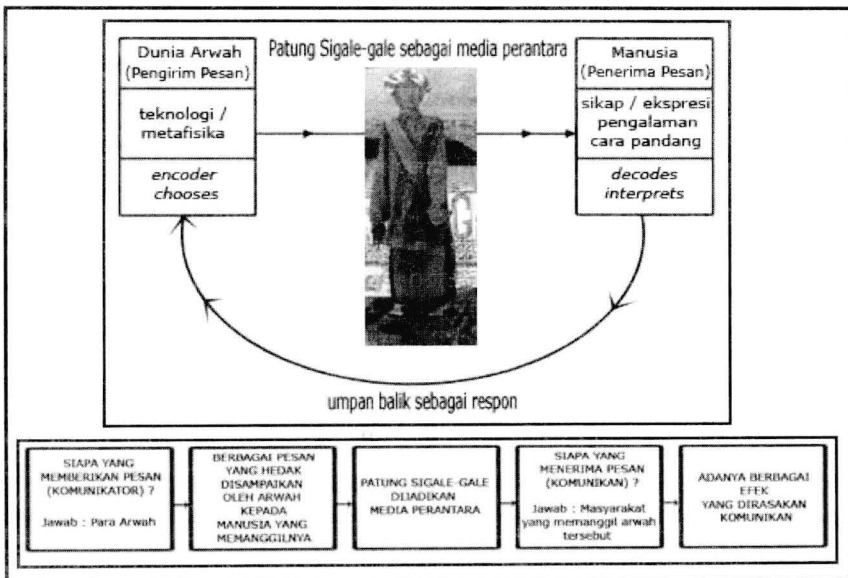 Dunia Arwah
(Pengirim Pesan)
teknologi /
metafisika
encoder
chooses
Patung Sigale-gale sebagai media perantara
Manusia
(Penerima Pesan)
sikap / ekspresi
pengalaman
cara pandang
decodes
interprets
umpan balik sebagai respon
SIAPA YANG
MEMBERIKAN PESAN
(KOMUNIKATOR) ?
Jawab : Para Arwah
BERBAGAI PESAN
YANG HEDAK
DISAMPAIKAN
OLEH ARWAH
KEPADA
MANUSIA YANG
MEMANGGILNYA
PATUNG SIGALE-GALE
DIJADIKAN
MEDIA PERANTARA
SIAPA YANG
MENERIMA PESAN
(KOMUNIKAN) ?
Jawab : Masyarakat
yang memanggil arwah
tersebut
ADANYA BERBAGAI
EFEK
YANG DIRASAKAN
KOMUNIKAN